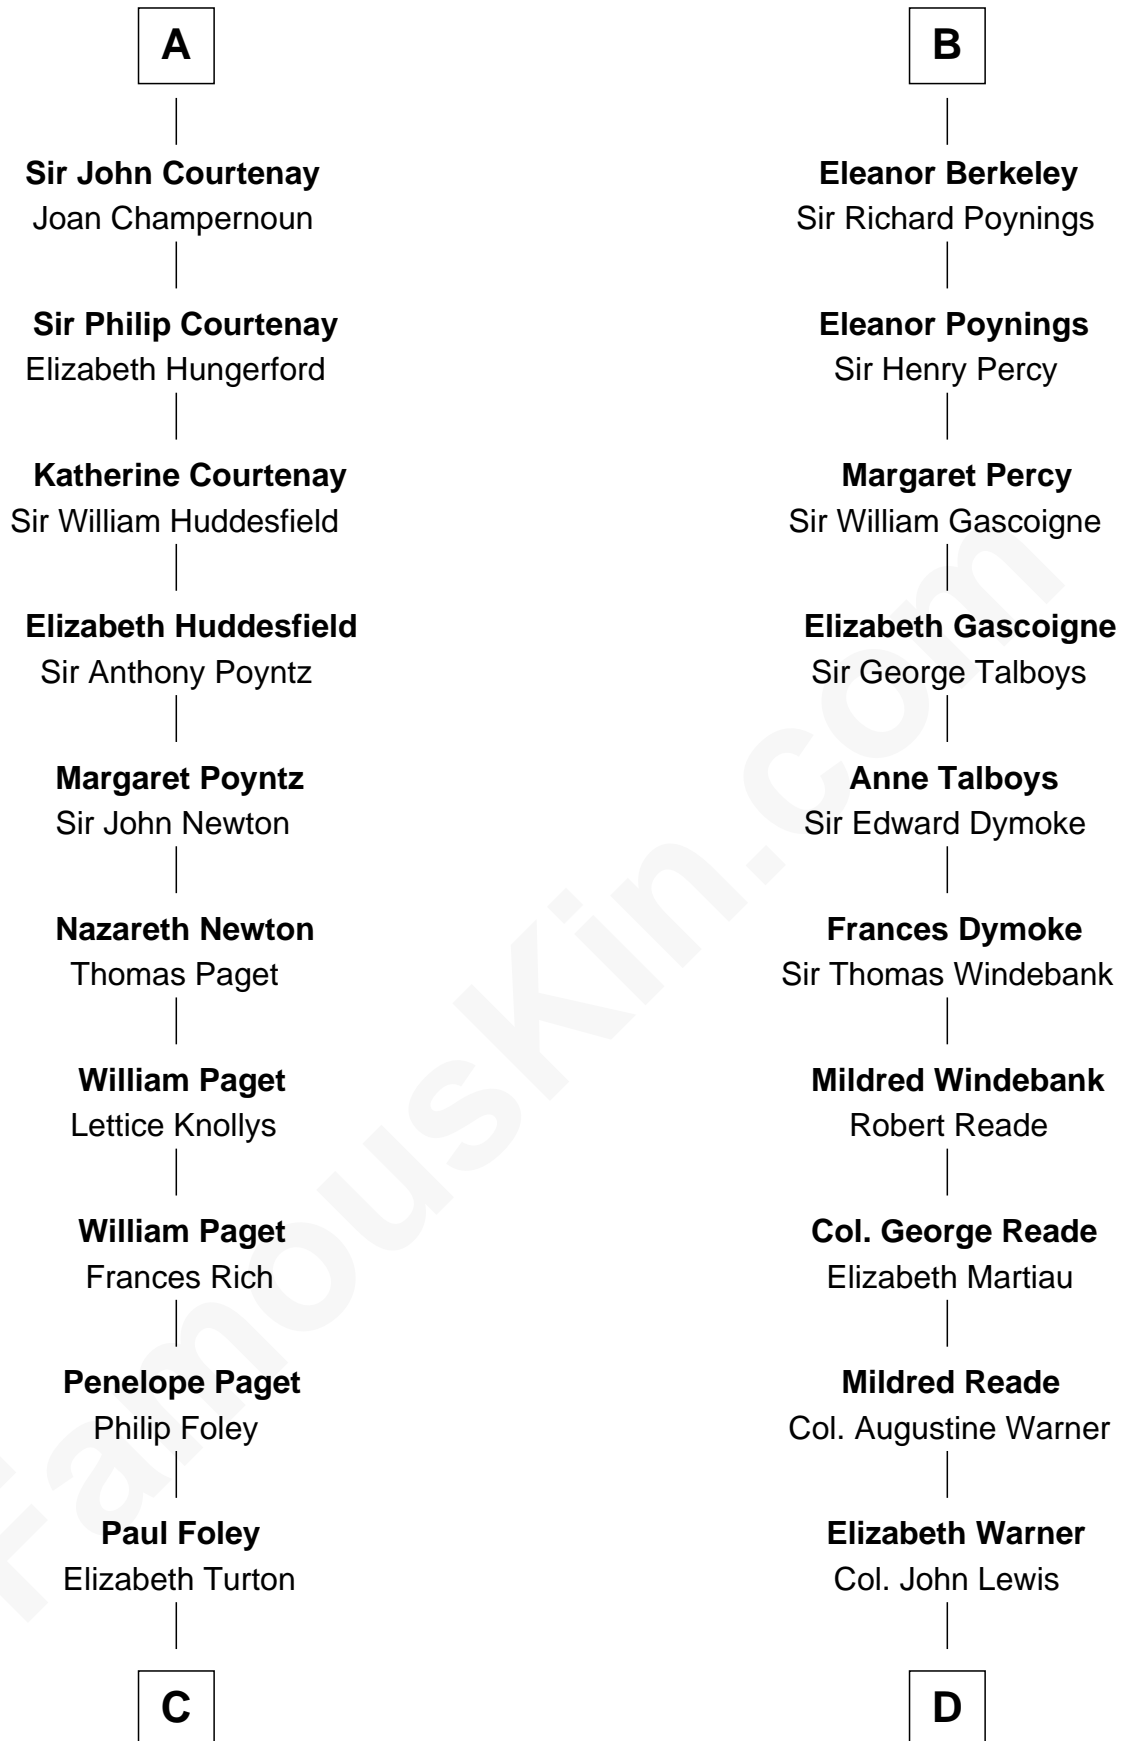 A
Sir John Courtenay
Joan Champernoun
Sir Philip Courtenay
Elizabeth Hungerford
Katherine Courtenay
Sir William Huddesfield
Elizabeth Huddesfield
Sir Anthony Poyntz
Margaret Poyntz
Sir John Newton
Nazareth Newton
Thomas Paget
William Paget
Lettice Knollys
William Paget
Frances Rich
Penelope Paget
Philip Foley
Paul Foley
Elizabeth Turton
C
B
Eleanor Berkeley
Sir Richard Poynings
Eleanor Poynings
Sir Henry Percy
Margaret Percy
Sir William Gascoigne
Elizabeth Gascoigne
Sir George Talboys
Anne Talboys
Sir Edward Dymoke
Frances Dymoke
Sir Thomas Windebank
Mildred Windebank
Robert Reade
Col. George Reade
Elizabeth Martiau
Mildred Reade
Col. Augustine Warner
Elizabeth Warner
Col. John Lewis
D
FamousKin.com